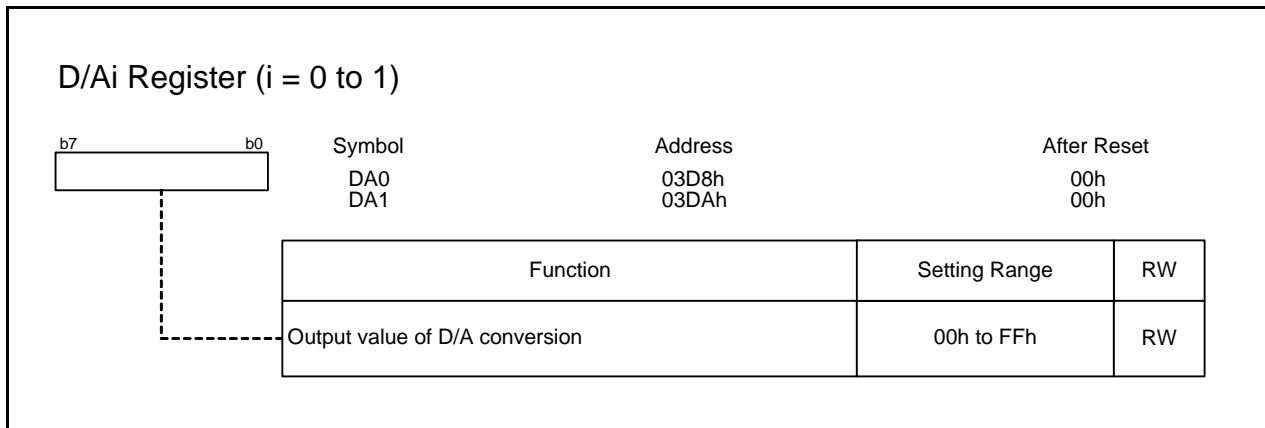 D/Ai Register (i = 0 to 1)
b7 b0 Symbol Address After Reset
DA0 03D8h 00h
DA1 03DAh 00h
Function Setting Range RW
Output value of D/A conversion 00h to FFh RW